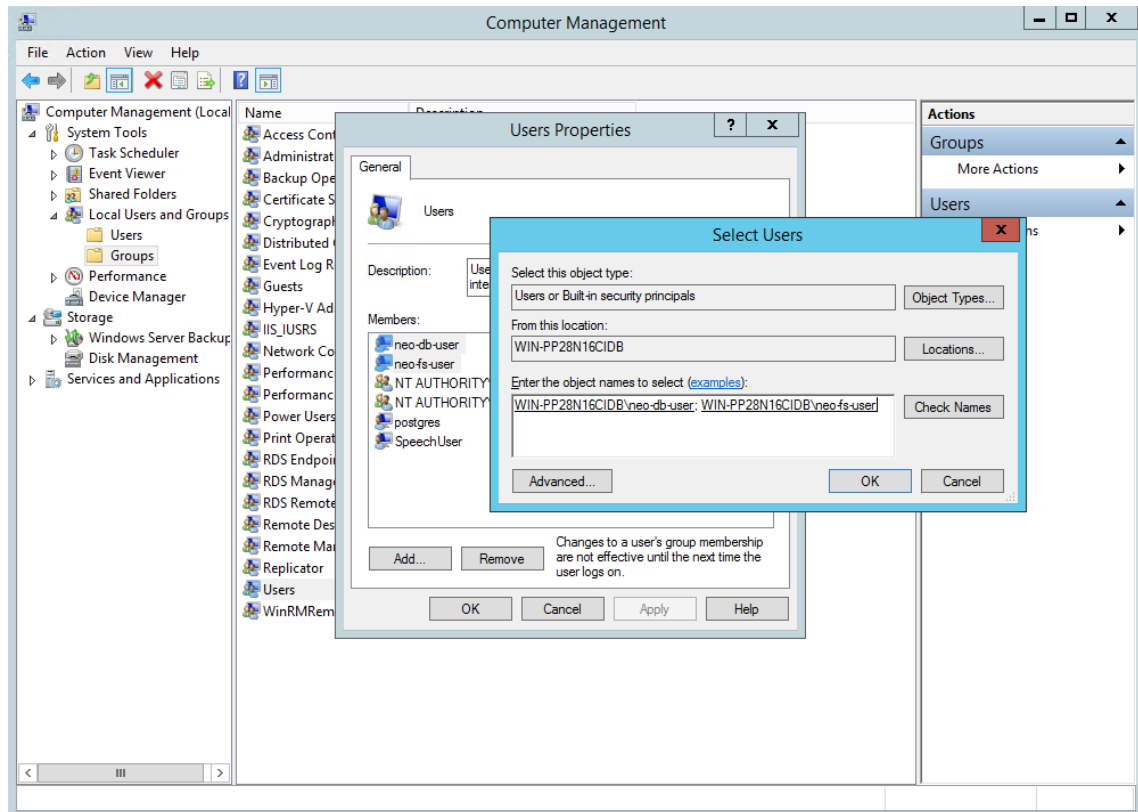 Computer Management
File Action View Help
Computer Management (Local
System Tools
Task Scheduler
Event Viewer
Shared Folders
Local Users and Groups
Users
Groups
Performance
Device Manager
Storage
Windows Server Backup
Disk Management
Services and Applications
Name
Description
Access Cont
Administrat
Backup Ope
Certificate S
Cryptograph
Distributed
Event Log R
Guests
Hyper-V Ad
IIS_IUSRS
Network Co
Performanc
Performanc
Power Users
Print Operat
RDS Endpoi
RDS Manage
RDS Remote
Remote Des
Remote Mar
Replicator
Users
WinRMRem
Users Properties
? x
General
Users
Description:
Use
inte
Members:
neo-db-user
neo-fs-user
NT AUTHORITY\
NT AUTHORITY\
postgres
SpeechUser
Add...
Remove
Changes to a user's group membership
are not effective until the next time the
user logs on.
OK
Cancel
Apply
Help
Select Users
x
Select this object type:
Users or Built-in security principals
Object Types...
From this location:
WIN-PP28N16CIDB
Locations...
Enter the object names to select (examples):
WIN-PP28N16CIDB\neo-db-user; WIN-PP28N16CIDB\neo-fs-user
Check Names
Advanced...
OK
Cancel
Actions
Groups
More Actions
Users
ns